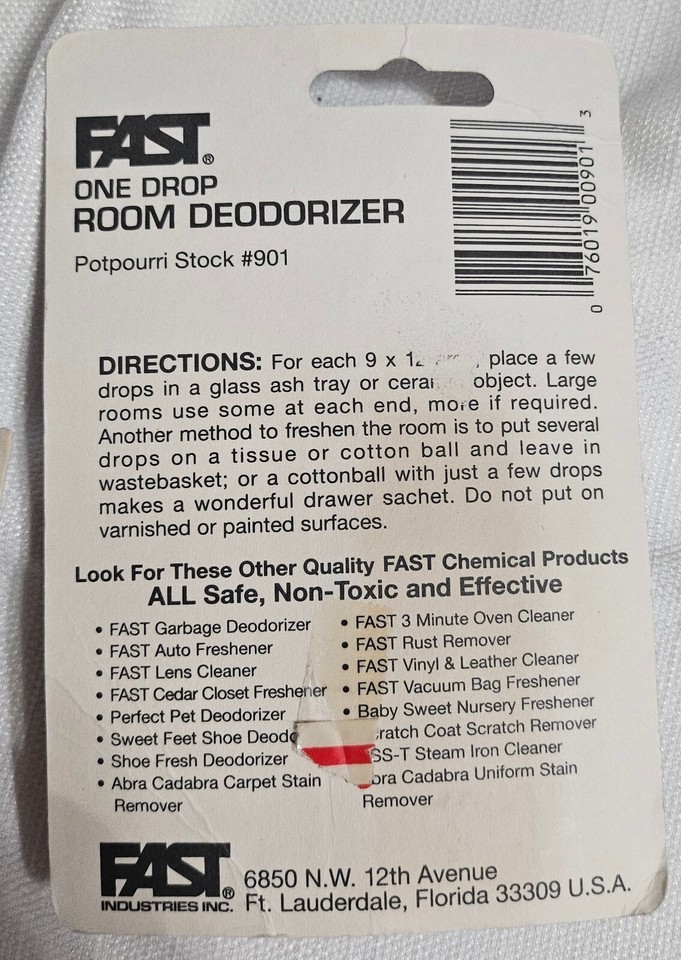 FAST®
ONE DROP
ROOM DEODORIZER
Potpourri Stock #901
0 76019 00901 3
DIRECTIONS: For each 9 x , place a few
drops in a glass ash tray or object. Large
rooms use some at each end, more if required.
Another method to freshen the room is to put several
drops on a tissue or cotton ball and leave in
wastebasket; or a cottonball with just a few drops
makes a wonderful drawer sachet. Do not put on
varnished or painted surfaces.
Look For These Other Quality FAST Chemical Products
ALL Safe, Non-Toxic and Effective
• FAST Garbage Deodorizer
• FAST Auto Freshener
• FAST Lens Cleaner
• FAST Cedar Closet Freshener
• Perfect Pet Deodorizer
• Sweet Feet Shoe
• Shoe Fresh Deodorizer
• Abra Cadabra Carpet Stain
Remover
• FAST 3 Minute Oven Cleaner
• FAST Rust Remover
• FAST Vinyl & Leather Cleaner
• FAST Vacuum Bag Freshener
• Baby Sweet Nursery Freshener
Coat Scratch Remover
Steam Iron Cleaner
Cadabra Uniform Stain
Remover
FAST®
INDUSTRIES INC.
6850 N.W. 12th Avenue
Ft. Lauderdale, Florida 33309 U.S.A.